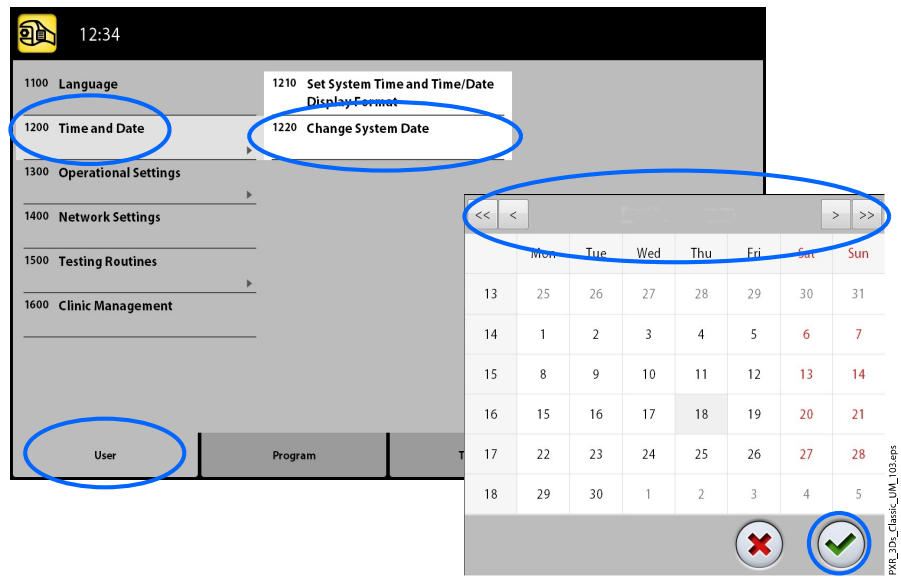 12:34
1100 Language
1200 Time and Date
1300 Operational Settings
1400 Network Settings
1500 Testing Routines
1600 Clinic Management
1210 Set System Time and Time/Date
Display Format
1220 Change System Date
User
Program
T
<< < > >>
Mon Tue Wed Thu Fri Sat Sun
13 25 26 27 28 29 30 31
14 1 2 3 4 5 6 7
15 8 9 10 11 12 13 14
16 15 16 17 18 19 20 21
17 22 23 24 25 26 27 28
18 29 30 1 2 3 4 5
PXR_3Ds_Classic_UM_103.eps